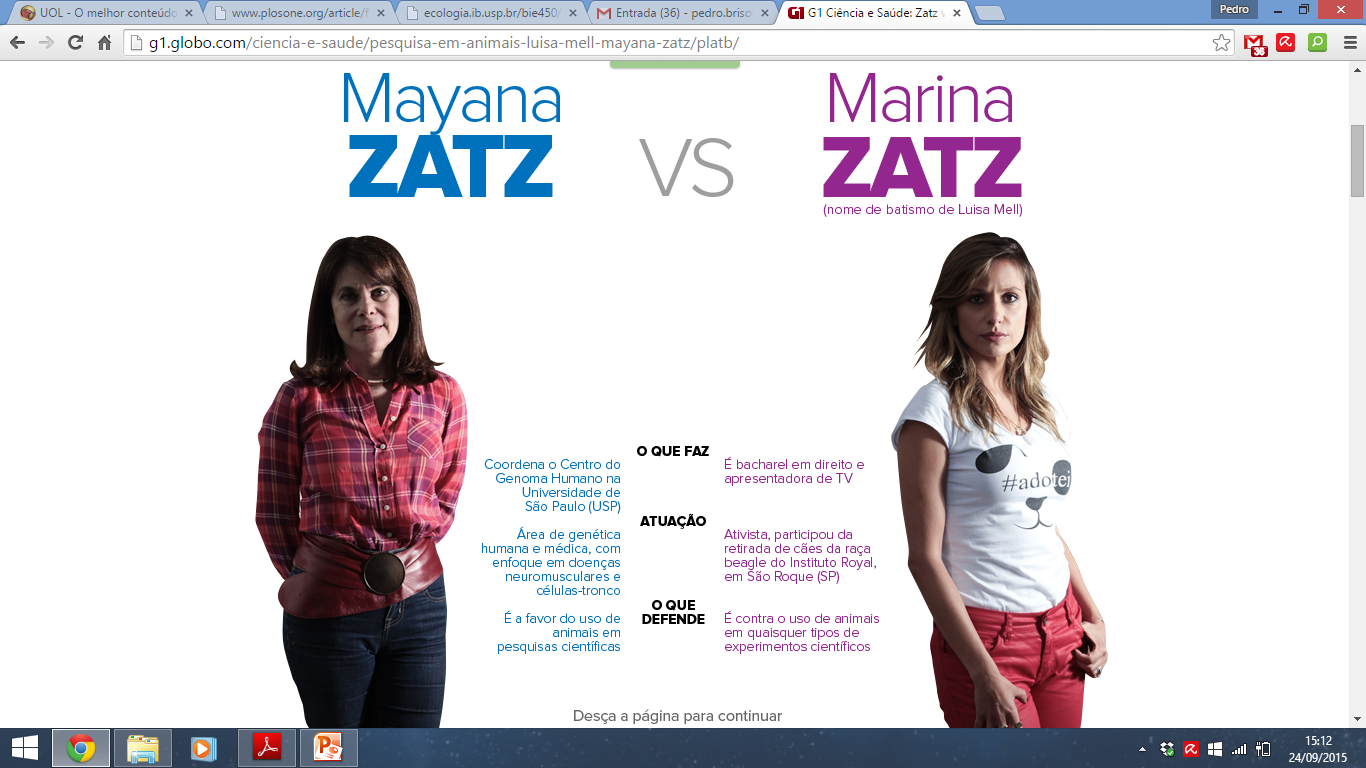 UOL - O melhor conteúdo
www.plosone.org/article/f
ecologia.ib.usp.br/bie450/
Entrada (36) - pedro.briso
G1 Ciência e Saúde: Zatz v
Pedro
g1.globo.com/ciencia-e-saude/pesquisa-em-animais-luisa-mell-mayana-zatz/platb/
36
Mayana
ZATZ
VS
Marina
ZATZ
(nome de batismo de Luisa Mell)
O QUE FAZ
Coordena o Centro do
Genoma Humano na
Universidade de
São Paulo (USP)
É bacharel em direito e
apresentadora de TV
ATUAÇÃO
Área de genética
humana e médica, com
enfoque em doenças
neuromusculares e
células-tronco
Ativista, participou da
retirada de cães da raça
beagle do Instituto Royal,
em São Roque (SP)
O QUE
DEFENDE
É a favor do uso de
animais em
pesquisas científicas
É contra o uso de animais
em quaisquer tipos de
experimentos científicos
#adotei
Desça a página para continuar
15:12
24/09/2015